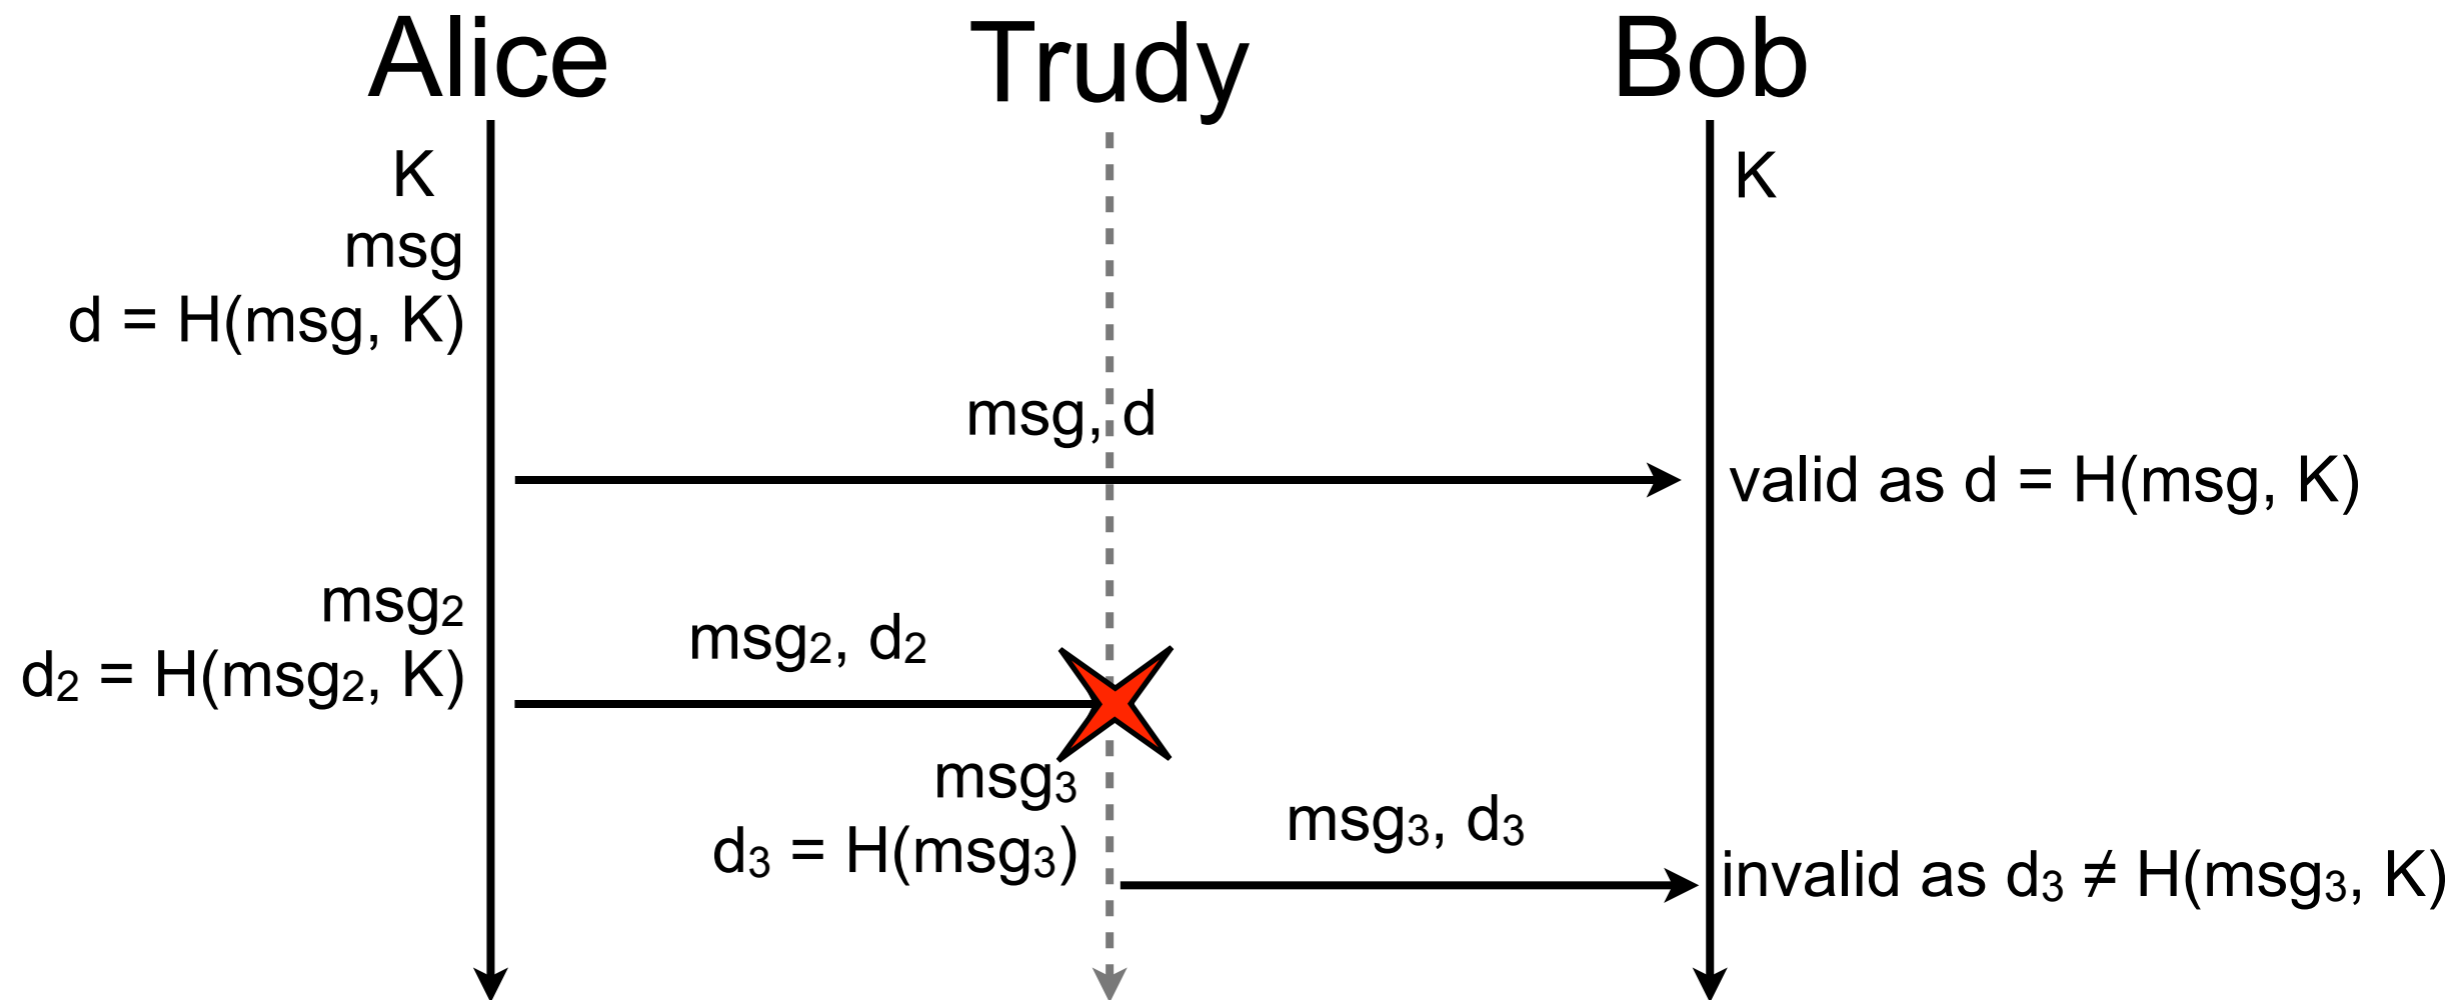 Alice Trudy Bob
K K
msg
d = H(msg, K)
msg, d
valid as d = H(msg, K)
msg₂
msg₂, d₂
d₂ = H(msg₂, K)
msg₃
msg₃, d₃
d₃ = H(msg₃)
invalid as d₃ ≠ H(msg₃, K)